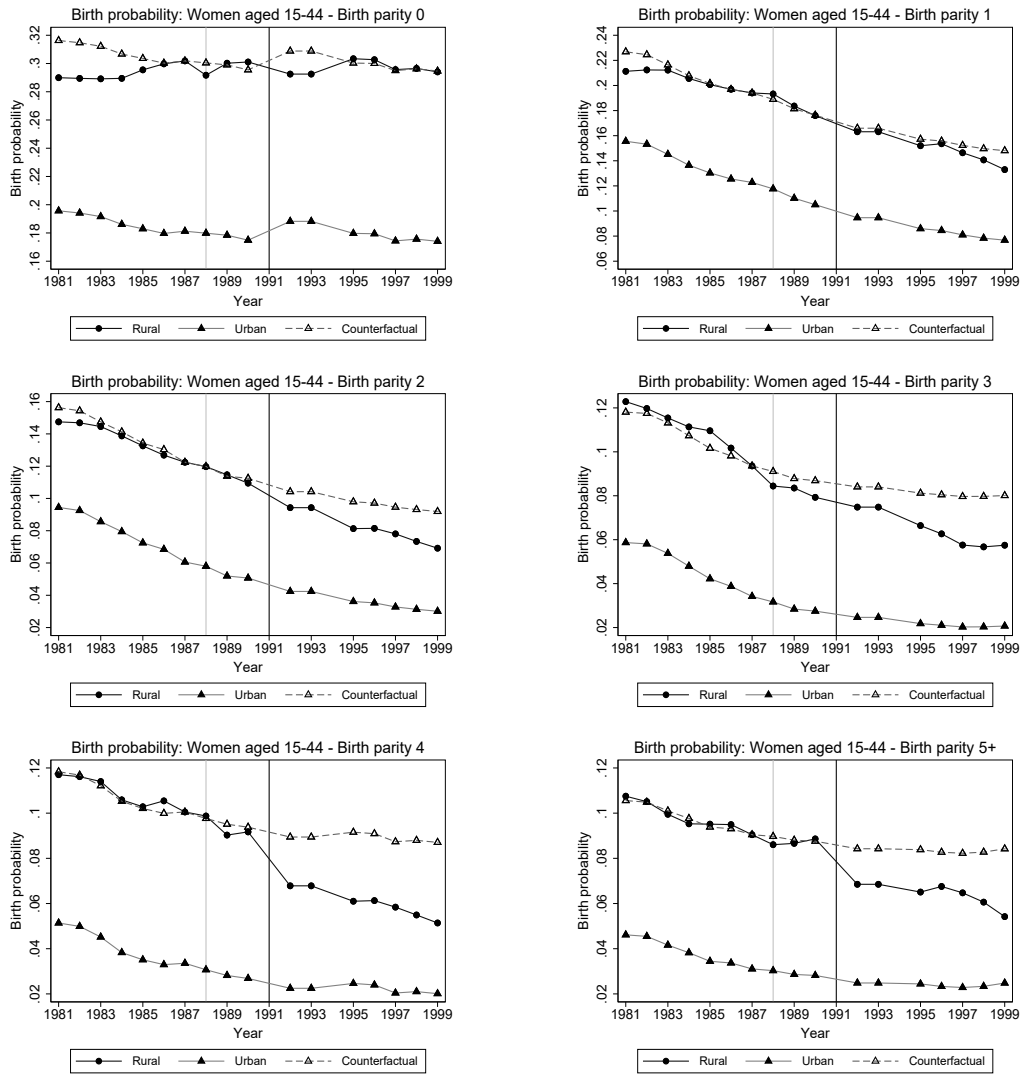 Birth probability: Women aged 15-44 - Birth parity 0
Birth probability
.16 .18 .2 .22 .24 .26 .28 .3 .32
1981 1983 1985 1987 1989 1991 1993 1995 1997 1999
Year
Rural Urban Counterfactual
Birth probability: Women aged 15-44 - Birth parity 1
Birth probability
.06 .08 .1 .12 .14 .16 .18 .2 .22 .24
1981 1983 1985 1987 1989 1991 1993 1995 1997 1999
Year
Rural Urban Counterfactual
Birth probability: Women aged 15-44 - Birth parity 2
Birth probability
.02 .04 .06 .08 .1 .12 .14 .16
1981 1983 1985 1987 1989 1991 1993 1995 1997 1999
Year
Rural Urban Counterfactual
Birth probability: Women aged 15-44 - Birth parity 3
Birth probability
.02 .04 .06 .08 .1 .12
1981 1983 1985 1987 1989 1991 1993 1995 1997 1999
Year
Rural Urban Counterfactual
Birth probability: Women aged 15-44 - Birth parity 4
Birth probability
.02 .04 .06 .08 .1 .12
1981 1983 1985 1987 1989 1991 1993 1995 1997 1999
Year
Rural Urban Counterfactual
Birth probability: Women aged 15-44 - Birth parity 5+
Birth probability
.02 .04 .06 .08 .1 .12
1981 1983 1985 1987 1989 1991 1993 1995 1997 1999
Year
Rural Urban Counterfactual